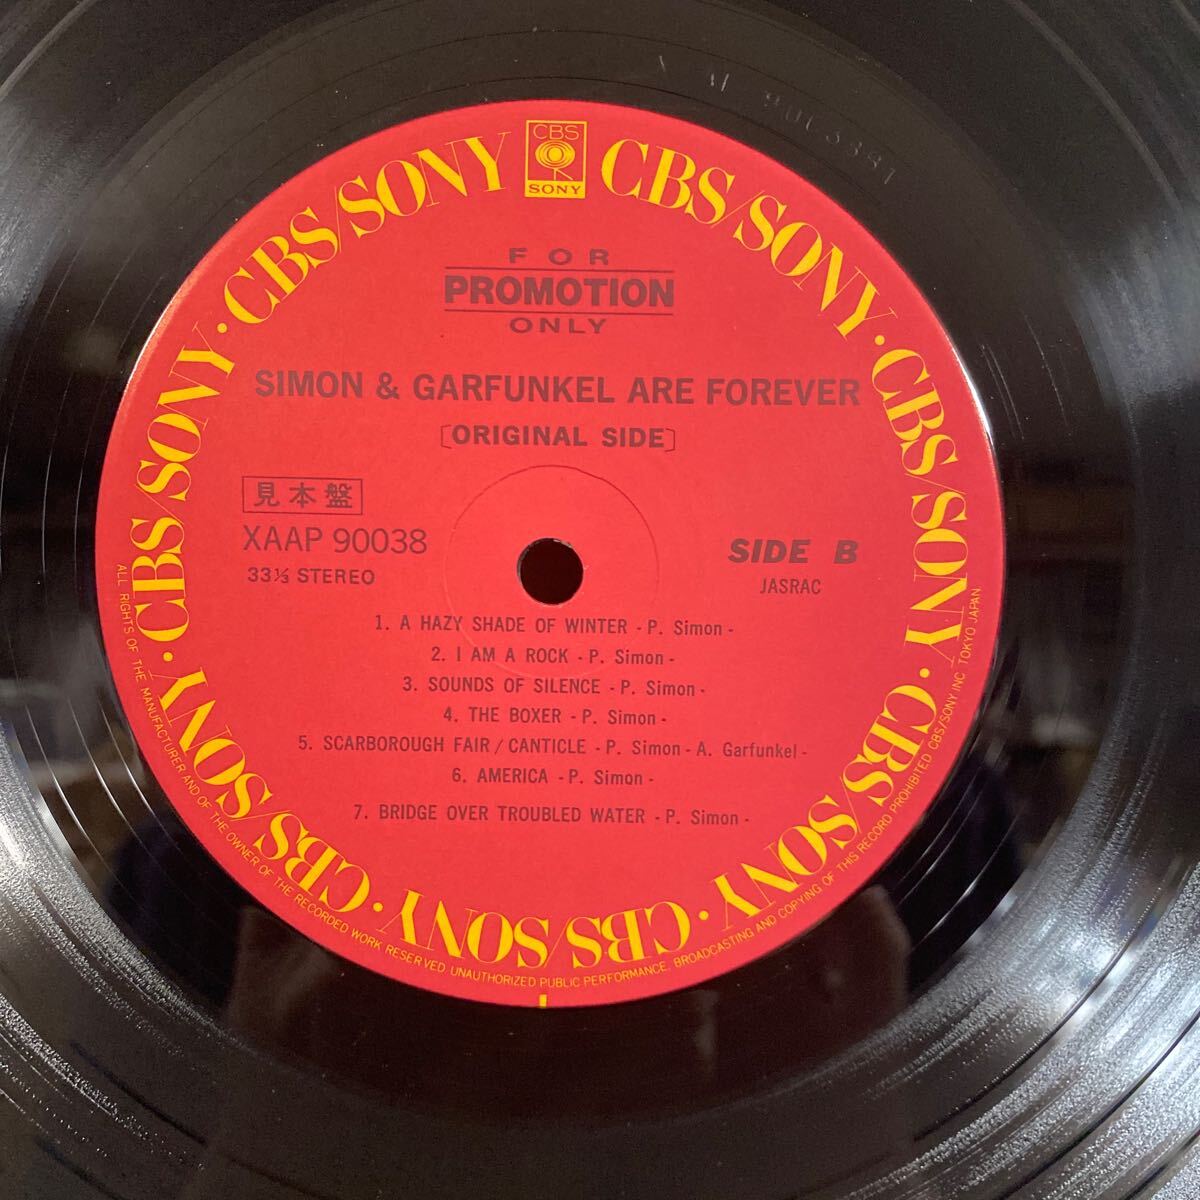 CBS
SONY
CBS/SONY · CBS/SONY · CBS/SONY · CBS/SONY · CBS/SONY · CBS/SONY · CBS/SONY · CBS/SONY
FOR
PROMOTION
ONLY
SIMON & GARFUNKEL ARE FOREVER
[ORIGINAL SIDE]
見本盤
XAAP 90038
33⅓ STEREO
SIDE B
JASRAC
1. A HAZY SHADE OF WINTER - P. Simon -
2. I AM A ROCK - P. Simon -
3. SOUNDS OF SILENCE - P. Simon -
4. THE BOXER - P. Simon -
5. SCARBOROUGH FAIR / CANTICLE - P. Simon - A. Garfunkel -
6. AMERICA - P. Simon -
7. BRIDGE OVER TROUBLED WATER - P. Simon -
ALL RIGHTS OF THE MANUFACTURER AND OF THE OWNER OF THE RECORDED WORK RESERVED UNAUTHORIZED PUBLIC PERFORMANCE, BROADCASTING AND COPYING OF THIS RECORD PROHIBITED CBS/SONY INC TOKYO JAPAN